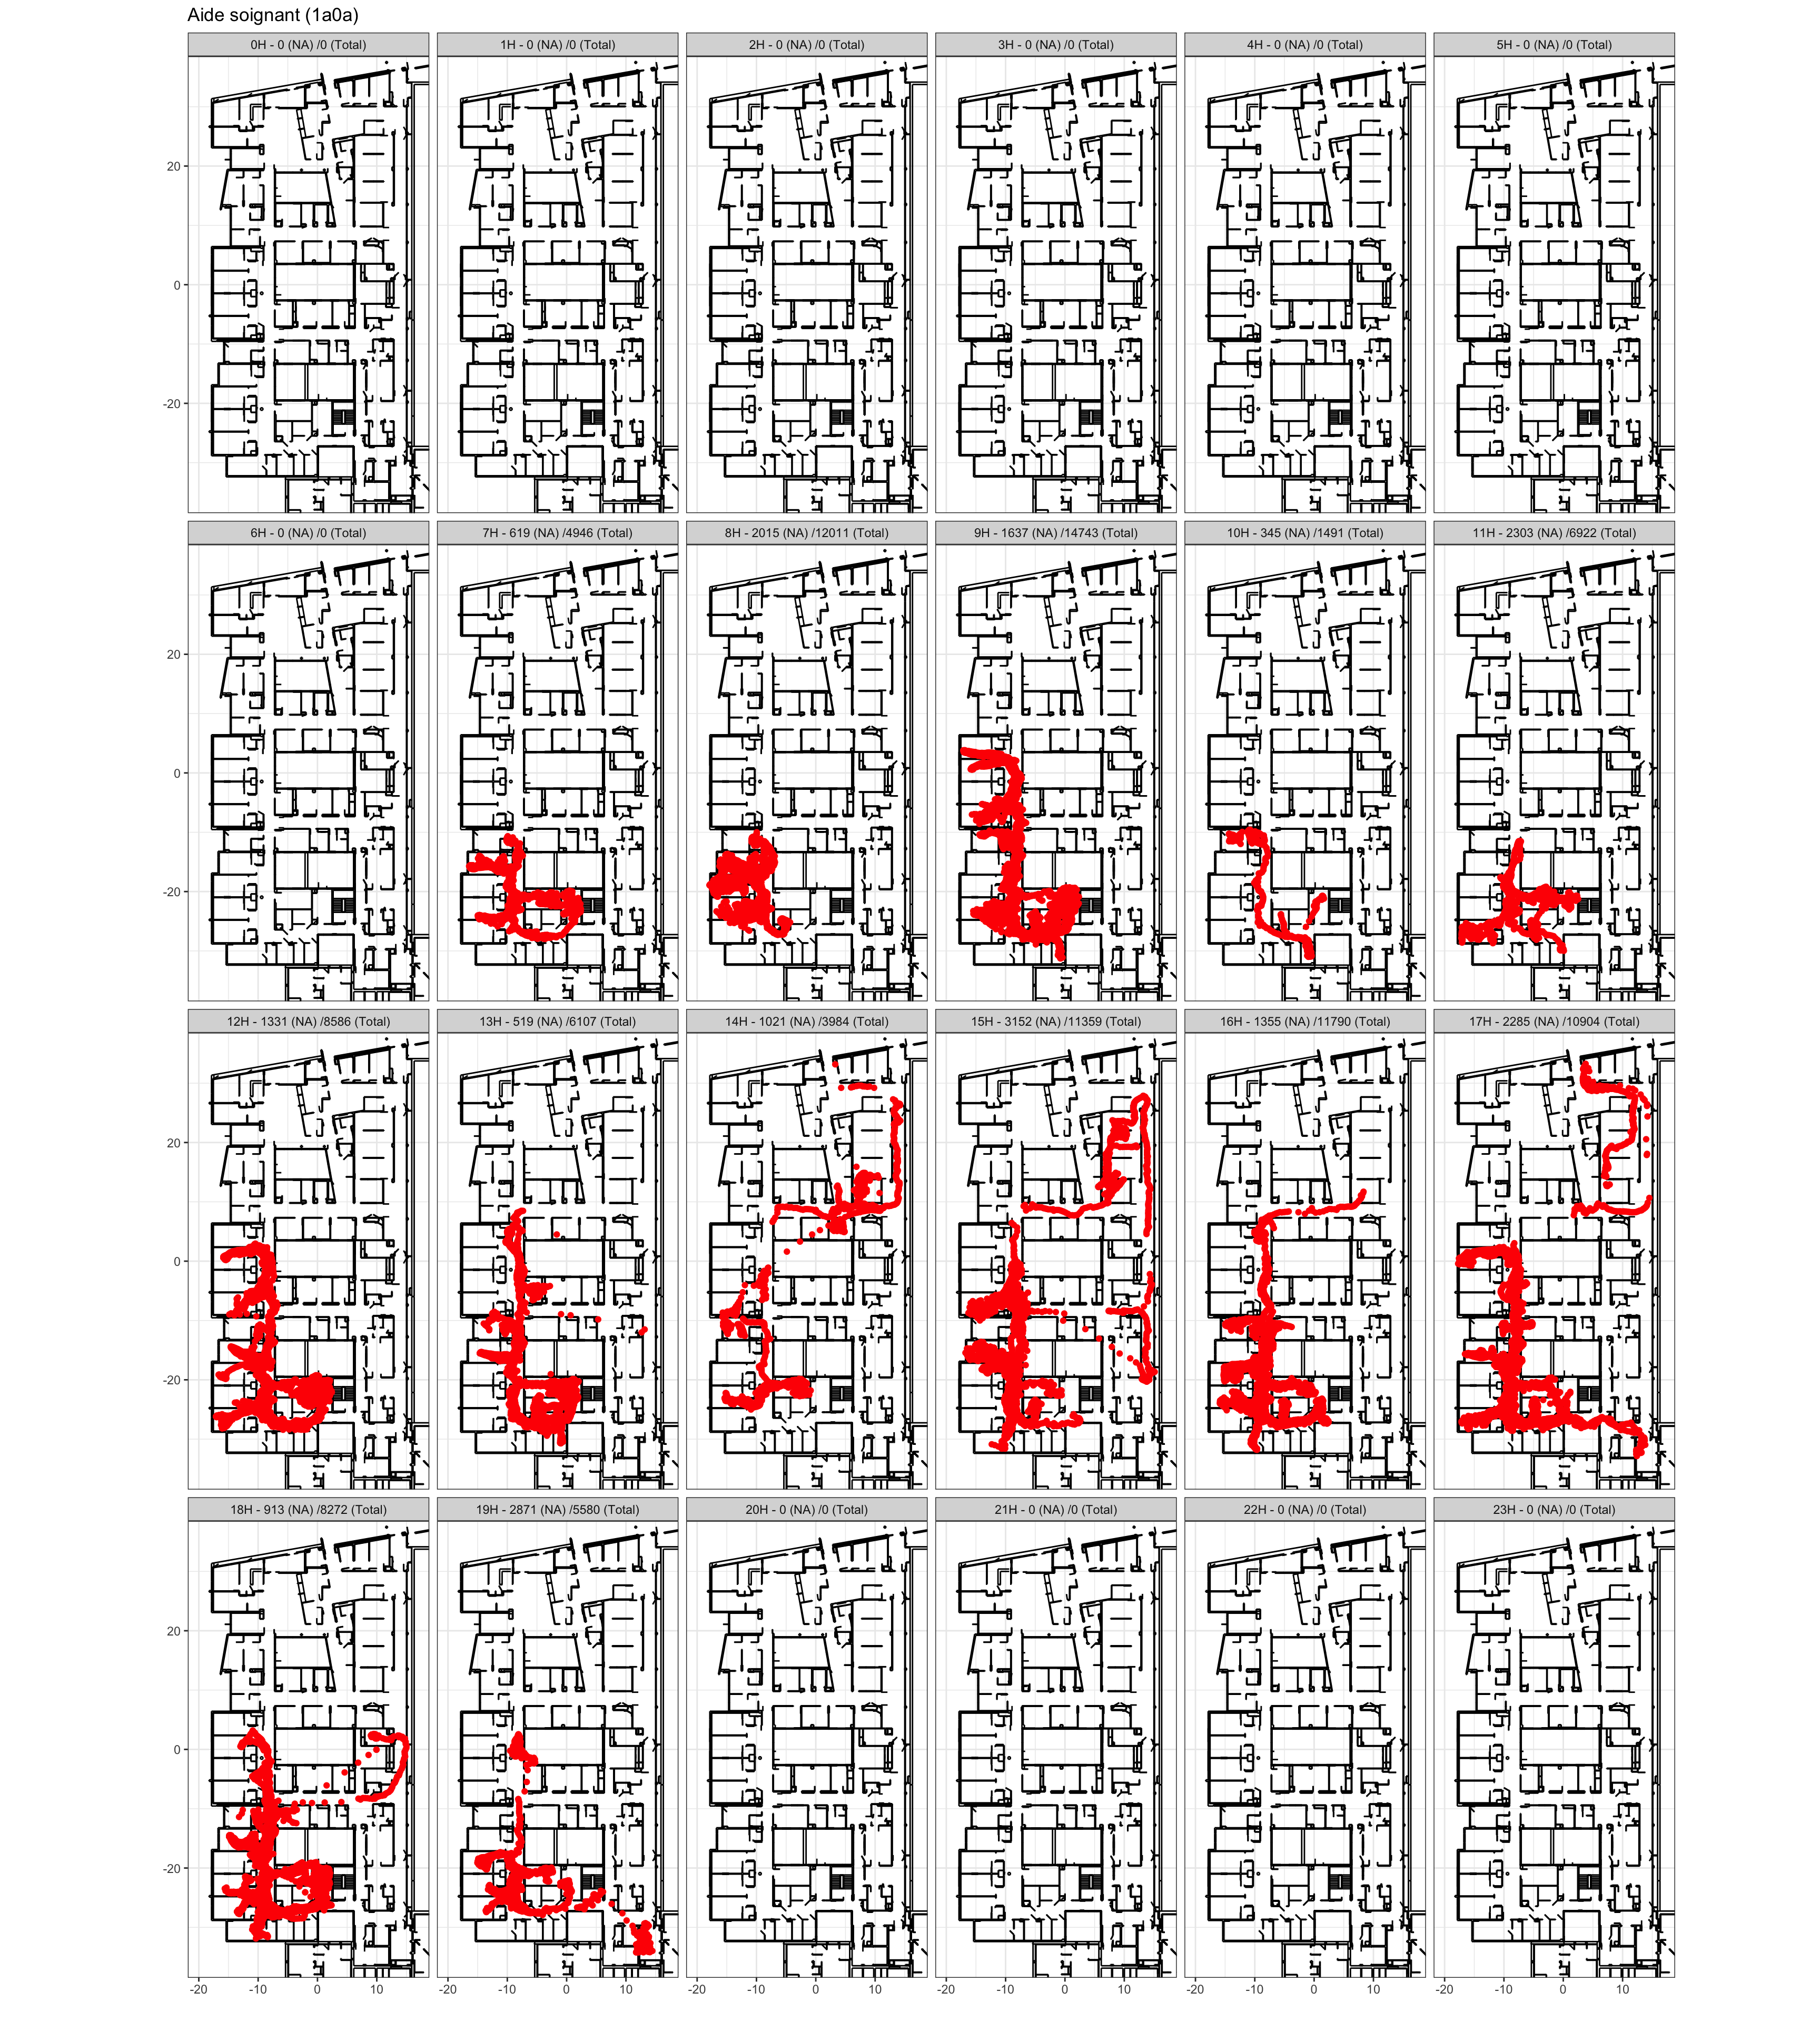 Aide soignant (1a0a)
0H - 0 (NA) /0 (Total) 1H - 0 (NA) /0 (Total) 2H - 0 (NA) /0 (Total) 3H - 0 (NA) /0 (Total) 4H - 0 (NA) /0 (Total) 5H - 0 (NA) /0 (Total)
20
0
-20
6H - 0 (NA) /0 (Total) 7H - 619 (NA) /4946 (Total) 8H - 2015 (NA) /12011 (Total) 9H - 1637 (NA) /14743 (Total) 10H - 345 (NA) /1491 (Total) 11H - 2303 (NA) /6922 (Total)
20
0
-20
12H - 1331 (NA) /8586 (Total) 13H - 519 (NA) /6107 (Total) 14H - 1021 (NA) /3984 (Total) 15H - 3152 (NA) /11359 (Total) 16H - 1355 (NA) /11790 (Total) 17H - 2285 (NA) /10904 (Total)
20
0
-20
18H - 913 (NA) /8272 (Total) 19H - 2871 (NA) /5580 (Total) 20H - 0 (NA) /0 (Total) 21H - 0 (NA) /0 (Total) 22H - 0 (NA) /0 (Total) 23H - 0 (NA) /0 (Total)
20
0
-20
-20 -10 0 10 -20 -10 0 10 -20 -10 0 10 -20 -10 0 10 -20 -10 0 10 -20 -10 0 10